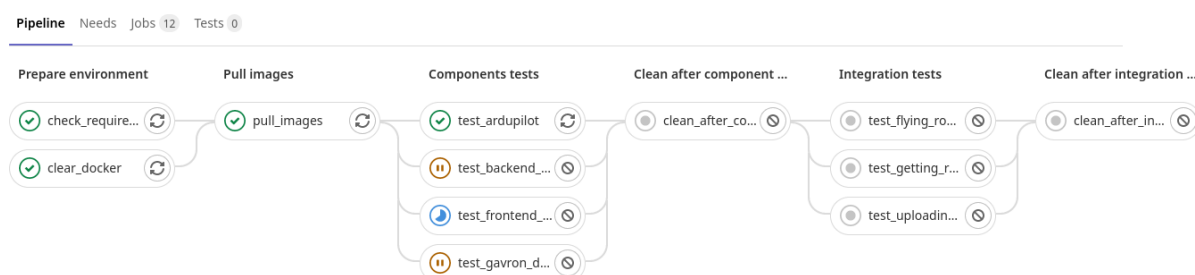 Pipeline Needs Jobs 12 Tests 0
Prepare environment Pull images Components tests Clean after component ... Integration tests Clean after integration ...
check_require... pull_images test_ardupilot clean_after_co... test_flying_ro... clean_after_in...
clear_docker test_backend_... test_getting_r...
test_frontend_... test_uploadin...
test_gavron_d...